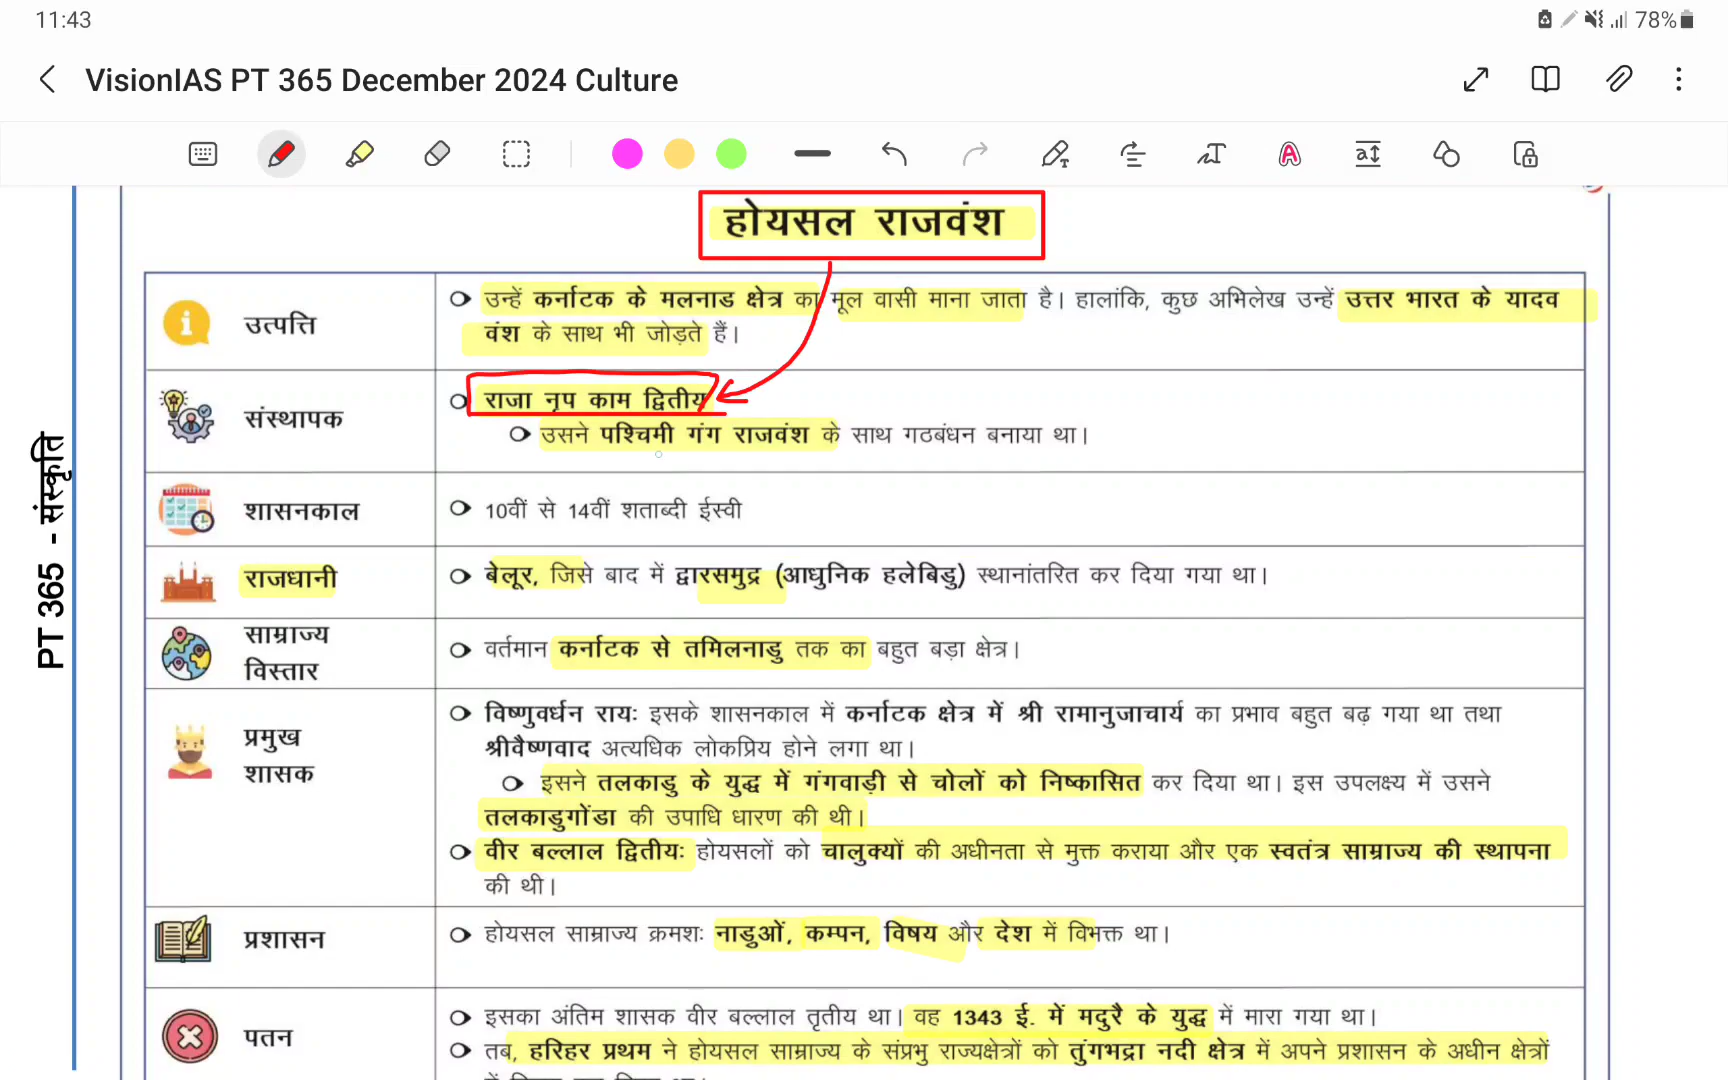 11:43
78%
VisionIAS PT 365 December 2024 Culture
होयसल राजवंश
उत्पत्ति
उन्हें कर्नाटक के मलनाड क्षेत्र का मूल वासी माना जाता है। हालांकि, कुछ अभिलेख उन्हें उत्तर भारत के यादव
वंश के साथ भी जोड़ते हैं।
संस्थापक
राजा नृप काम द्वितीय
उसने पश्चिमी गंग राजवंश के साथ गठबंधन बनाया था।
शासनकाल
10वीं से 14वीं शताब्दी ईस्वी
राजधानी
बेलूर, जिसे बाद में द्वारसमुद्र (आधुनिक हलेबिडु) स्थानांतरित कर दिया गया था।
साम्राज्य
विस्तार
वर्तमान कर्नाटक से तमिलनाडु तक का बहुत बड़ा क्षेत्र।
प्रमुख
शासक
विष्णुवर्धन रायः इसके शासनकाल में कर्नाटक क्षेत्र में श्री रामानुजाचार्य का प्रभाव बहुत बढ़ गया था तथा
श्रीवैष्णवाद अत्यधिक लोकप्रिय होने लगा था।
इसने तलकाडु के युद्ध में गंगवाड़ी से चोलों को निष्कासित कर दिया था। इस उपलक्ष्य में उसने
तलकाडुगोंडा की उपाधि धारण की थी।
वीर बल्लाल द्वितीयः होयसलों को चालुक्यों की अधीनता से मुक्त कराया और एक स्वतंत्र साम्राज्य की स्थापना
की थी।
प्रशासन
होयसल साम्राज्य क्रमशः नाडुओं, कम्पन, विषय और देश में विभक्त था।
पतन
इसका अंतिम शासक वीर बल्लाल तृतीय था। वह 1343 ई. में मदुरै के युद्ध में मारा गया था।
तब, हरिहर प्रथम ने होयसल साम्राज्य के संप्रभु राज्यक्षेत्रों को तुंगभद्रा नदी क्षेत्र में अपने प्रशासन के अधीन क्षेत्रों
PT 365 - संस्कृति